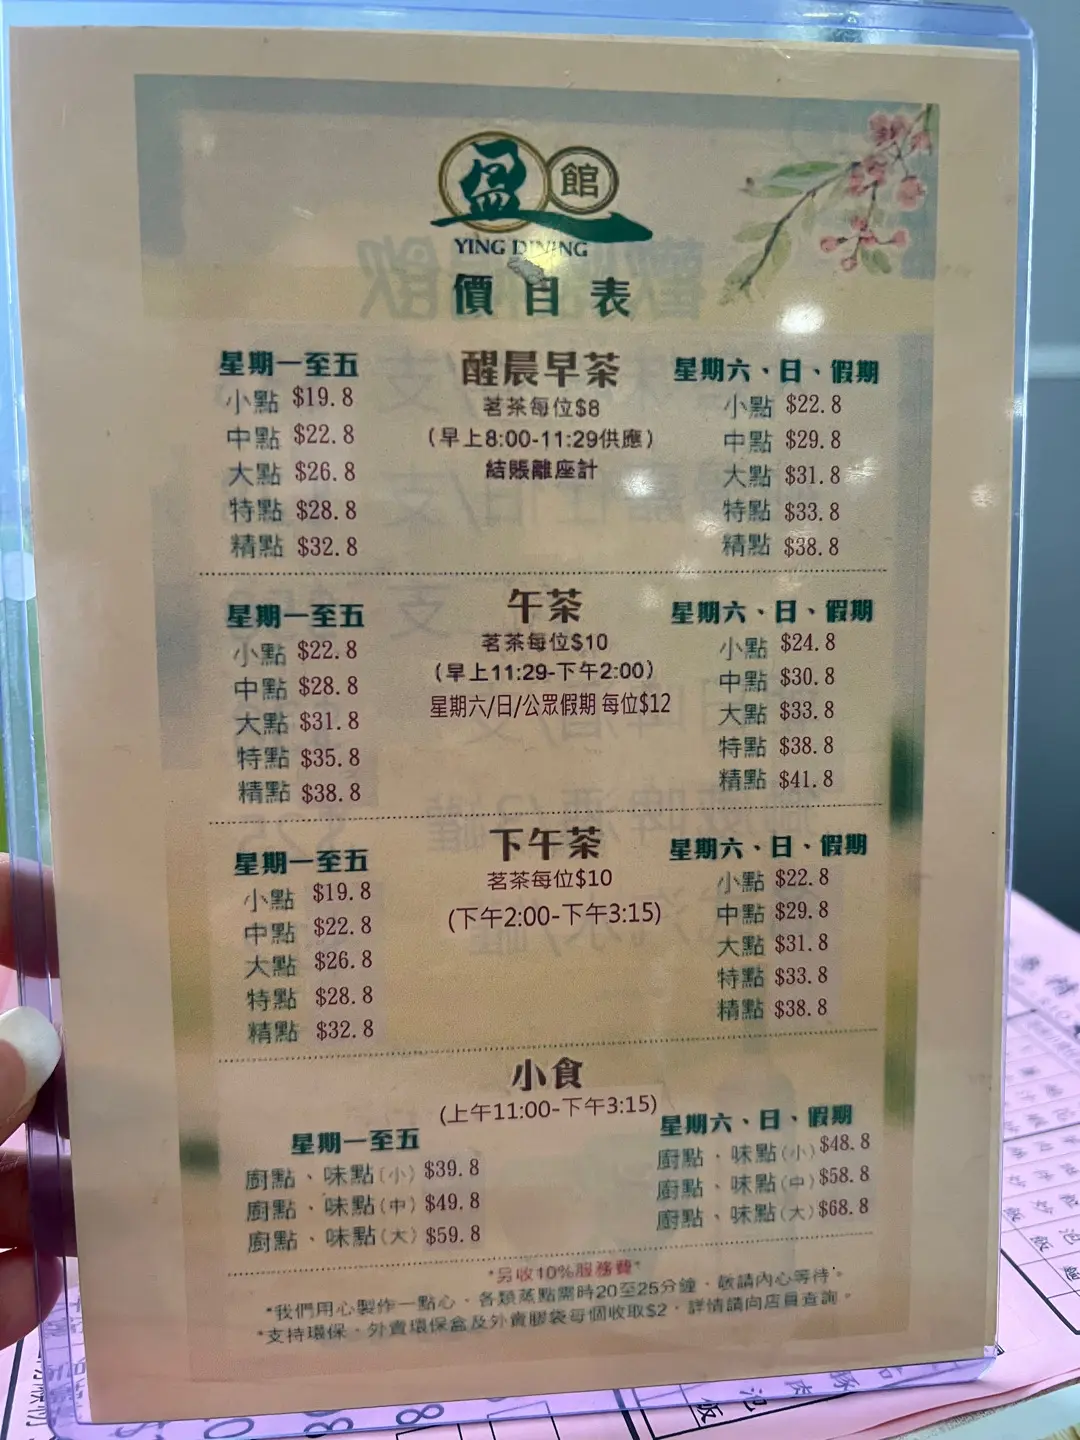 盈館
YING DINING
價目表
醒晨早茶
茗茶每位$8
(早上8:00-11:29供應)
結賬離座計
星期一至五
小點 $19.8
中點 $22.8
大點 $26.8
特點 $28.8
精點 $32.8
星期六、日、假期
小點 $22.8
中點 $29.8
大點 $31.8
特點 $33.8
精點 $38.8
午茶
茗茶每位$10
(早上11:29-下午2:00)
星期六/日/公眾假期 每位$12
星期一至五
小點 $22.8
中點 $28.8
大點 $31.8
特點 $35.8
精點 $38.8
星期六、日、假期
小點 $24.8
中點 $30.8
大點 $33.8
特點 $38.8
精點 $41.8
下午茶
茗茶每位$10
(下午2:00-下午3:15)
星期一至五
小點 $19.8
中點 $22.8
大點 $26.8
特點 $28.8
精點 $32.8
星期六、日、假期
小點 $22.8
中點 $29.8
大點 $31.8
特點 $33.8
精點 $38.8
小食
(上午11:00-下午3:15)
星期一至五
廚點、味點(小) $39.8
廚點、味點(中) $49.8
廚點、味點(大) $59.8
星期六、日、假期
廚點、味點(小) $48.8
廚點、味點(中) $58.8
廚點、味點(大) $68.8
*另收10%服務費*
*我們用心製作一點心，各類蒸點需時20至25分鐘，敬請內心等待。
*支持環保，外賣環保盒及外賣膠袋每個收取$2，詳情請向店員查詢。